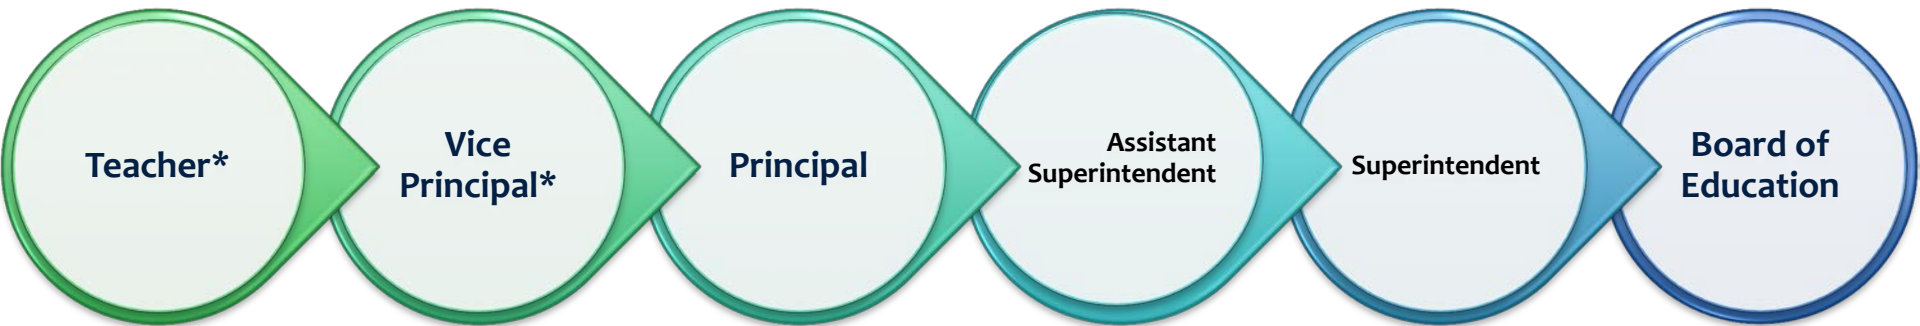 Teacher*
Vice
Principal*
Principal
Assistant
Superintendent
Superintendent
Board of
Education